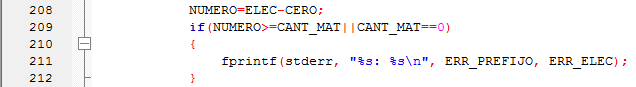 208 NUMERO=ELEC-CERO;
209 if(NUMERO>=CANT_MAT||CANT_MAT==0)
210 {
211 fprintf(stderr, "%s: %s\n", ERR_PREFIJO, ERR_ELEC);
212 }